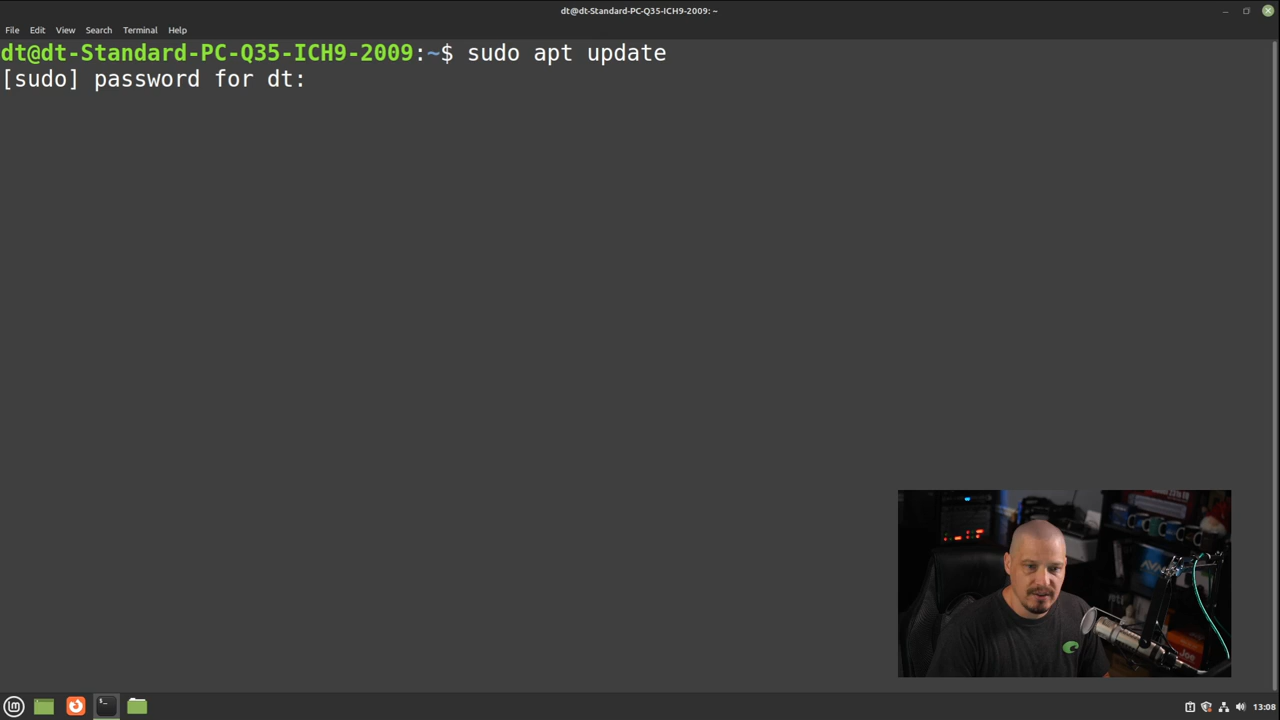 dt@dt-Standard-PC-Q35-ICH9-2009: ~
File Edit View Search Terminal Help
dt@dt-Standard-PC-Q35-ICH9-2009:~$ sudo apt update
[sudo] password for dt:
Joe
13:08